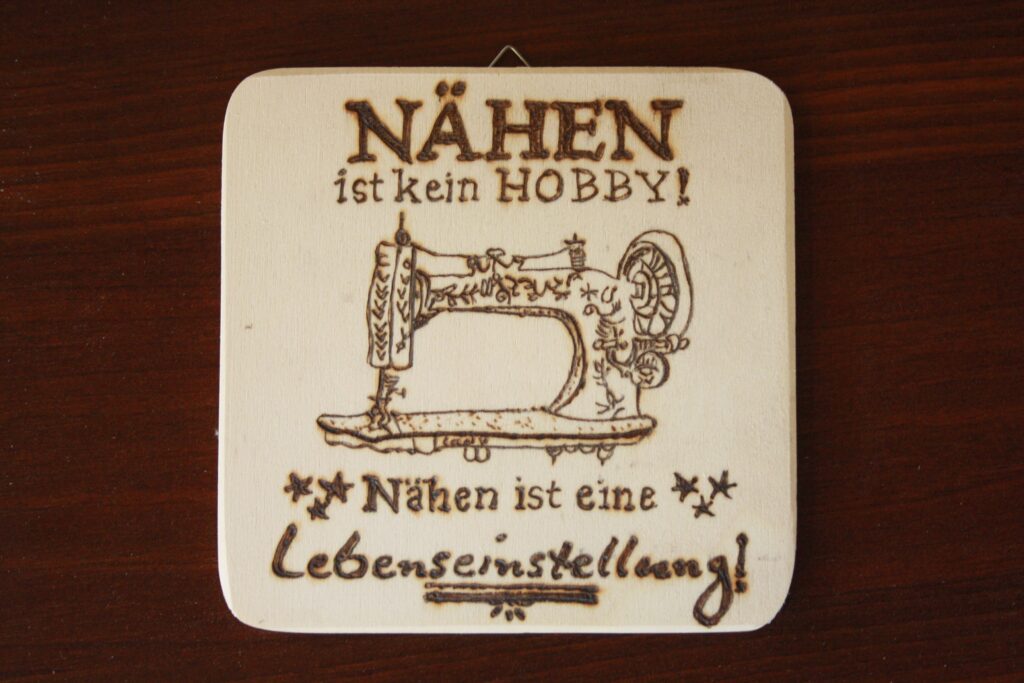 NÄHEN
ist kein HOBBY!
Nähen ist eine
Lebenseinstellung!